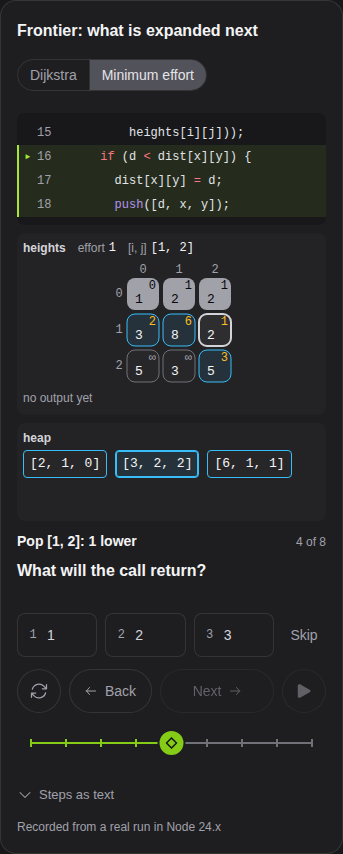 Frontier: what is expanded next
Dijkstra Minimum effort
15 heights[i][j]));
16 if (d < dist[x][y]) {
17 dist[x][y] = d;
18 push([d, x, y]);
heights effort 1 [i, j] [1, 2]
0 1 2
0 1 0 2 1 2 1
1 3 2 8 6 2 1
2 5 ∞ 3 ∞ 5 3
no output yet
heap
[2, 1, 0] [3, 2, 2] [6, 1, 1]
Pop [1, 2]: 1 lower 4 of 8
What will the call return?
1 1 2 2 3 3 Skip
← Back Next →
Steps as text
Recorded from a real run in Node 24.x